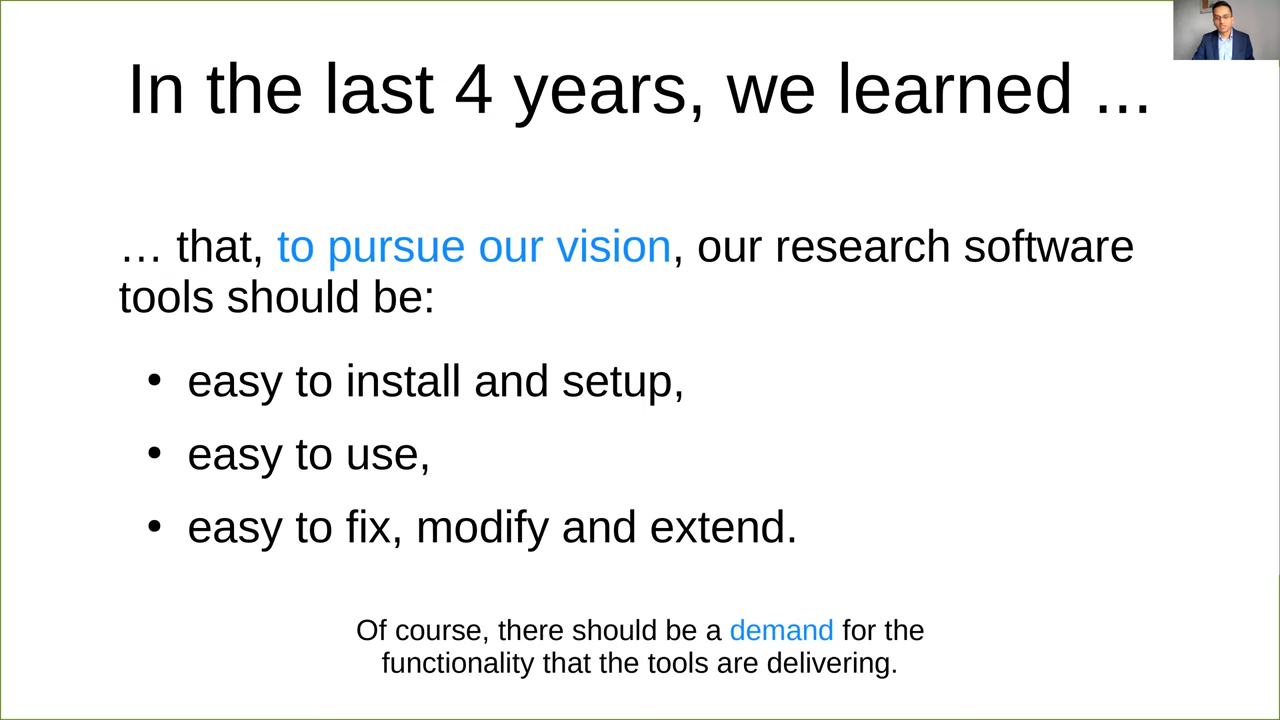 In the last 4 years, we learned ...
… that, to pursue our vision, our research software
tools should be:
• easy to install and setup,
• easy to use,
• easy to fix, modify and extend.
Of course, there should be a demand for the
functionality that the tools are delivering.